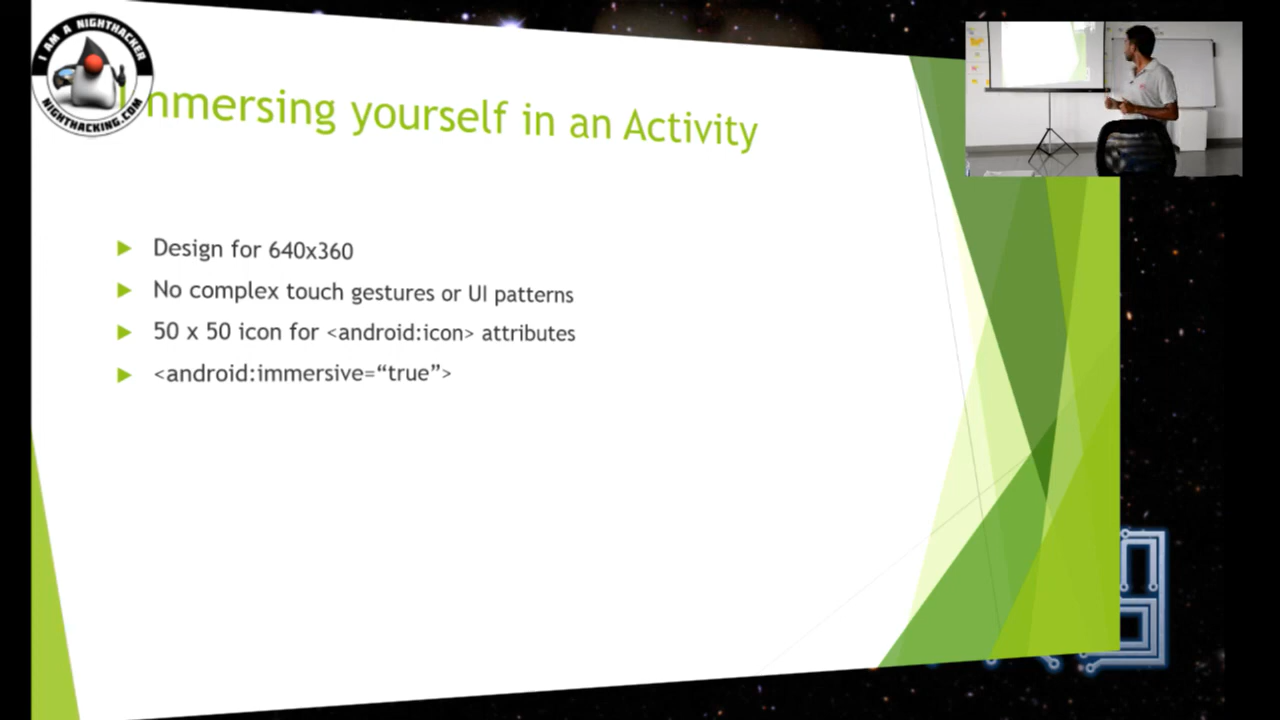 I AM A NIGHTHACKER
NIGHTHACKING.COM
Immersing yourself in an Activity
Design for 640x360
No complex touch gestures or UI patterns
50 x 50 icon for <android:icon> attributes
<android:immersive=“true”>